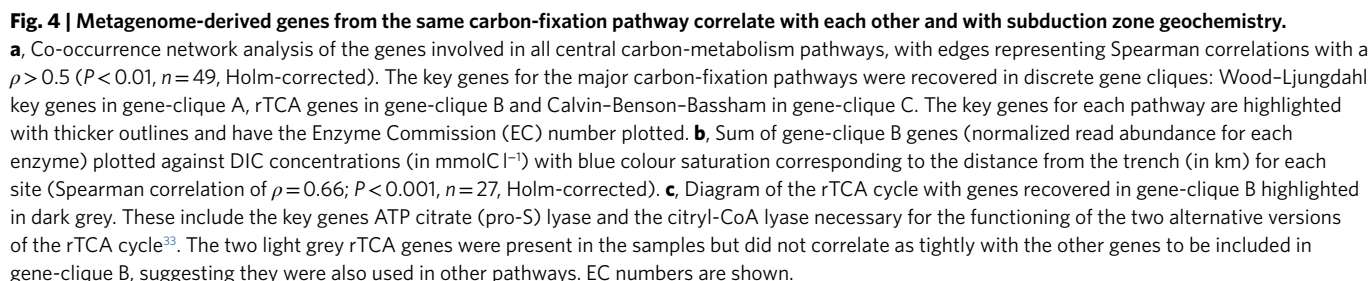 Fig. 4 | Metagenome-derived genes from the same carbon-fixation pathway correlate with each other and with subduction zone geochemistry.
a, Co-occurrence network analysis of the genes involved in all central carbon-metabolism pathways, with edges representing Spearman correlations with a
ρ > 0.5 (P < 0.01, n = 49, Holm-corrected). The key genes for the major carbon-fixation pathways were recovered in discrete gene cliques: Wood–Ljungdahl
key genes in gene-clique A, rTCA genes in gene-clique B and Calvin–Benson–Bassham in gene-clique C. The key genes for each pathway are highlighted
with thicker outlines and have the Enzyme Commission (EC) number plotted. b, Sum of gene-clique B genes (normalized read abundance for each
enzyme) plotted against DIC concentrations (in mmolC l⁻¹) with blue colour saturation corresponding to the distance from the trench (in km) for each
site (Spearman correlation of ρ = 0.66; P < 0.001, n = 27, Holm-corrected). c, Diagram of the rTCA cycle with genes recovered in gene-clique B highlighted
in dark grey. These include the key genes ATP citrate (pro-S) lyase and the citryl-CoA lyase necessary for the functioning of the two alternative versions
of the rTCA cycle³³. The two light grey rTCA genes were present in the samples but did not correlate as tightly with the other genes to be included in
gene-clique B, suggesting they were also used in other pathways. EC numbers are shown.